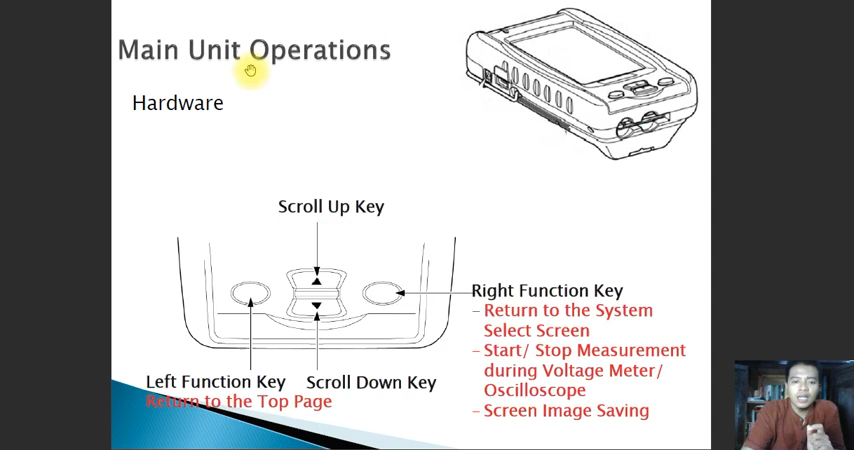 Main Unit Operations
Hardware
Scroll Up Key
Right Function Key
– Return to the System
Select Screen
– Start/ Stop Measurement
during Voltage Meter/
Oscilloscope
– Screen Image Saving
Left Function Key
Return to the Top Page
Scroll Down Key